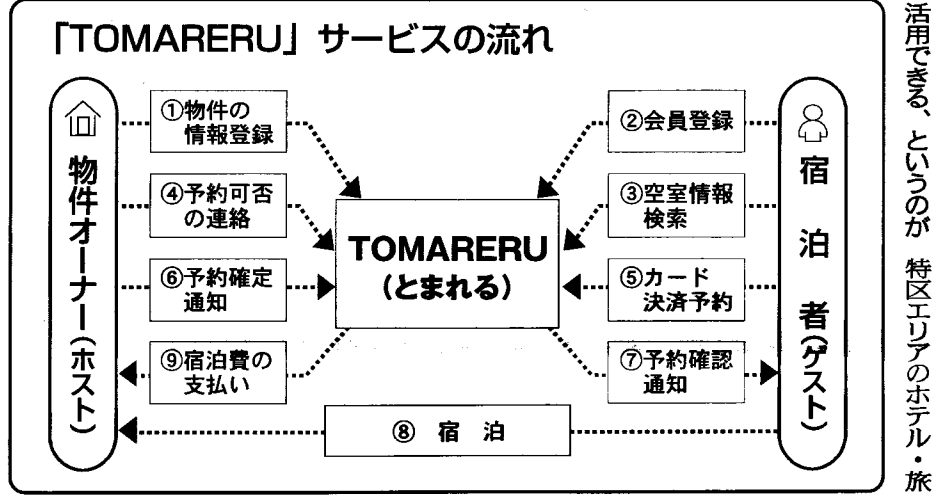 「TOMARERU」サービスの流れ
物件オーナー(ホスト)
①物件の
情報登録
④予約可否
の連絡
⑥予約確定
通知
⑨宿泊費の
支払い
TOMARERU
(とまれる)
②会員登録
③空室情報
検索
⑤カード
決済予約
⑦予約確認
通知
⑧ 宿 泊
宿泊者(ゲスト)
活用できる、というのが 特区エリアのホテル・旅